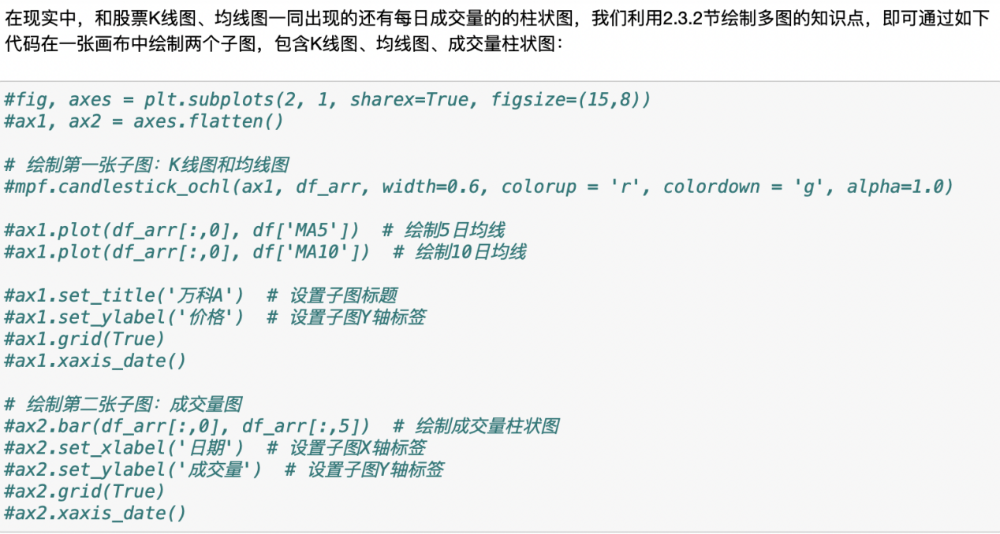 在现实中，和股票K线图、均线图一同出现的还有每日成交量的的柱状图，我们利用2.3.2节绘制多图的知识点，即可通过如下
代码在一张画布中绘制两个子图，包含K线图、均线图、成交量柱状图：
#fig, axes = plt.subplots(2, 1, sharex=True, figsize=(15,8))
#ax1, ax2 = axes.flatten()
# 绘制第一张子图：K线图和均线图
#mpf.candlestick_ochl(ax1, df_arr, width=0.6, colorup = 'r', colordown = 'g', alpha=1.0)
#ax1.plot(df_arr[:,0], df['MA5'])  # 绘制5日均线
#ax1.plot(df_arr[:,0], df['MA10'])  # 绘制10日均线
#ax1.set_title('万科A')  # 设置子图标题
#ax1.set_ylabel('价格')  # 设置子图Y轴标签
#ax1.grid(True)
#ax1.xaxis_date()
# 绘制第二张子图：成交量图
#ax2.bar(df_arr[:,0], df_arr[:,5])  # 绘制成交量柱状图
#ax2.set_xlabel('日期')  # 设置子图X轴标签
#ax2.set_ylabel('成交量')  # 设置子图Y轴标签
#ax2.grid(True)
#ax2.xaxis_date()